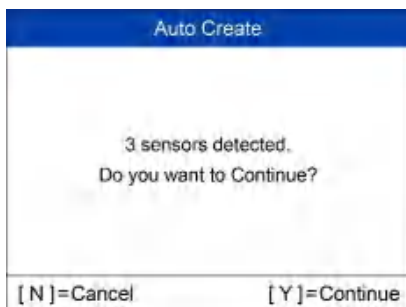 Auto Create
3 sensors detected.
Do you want to Continue?
[ N ]=Cancel [ Y ]=Continue